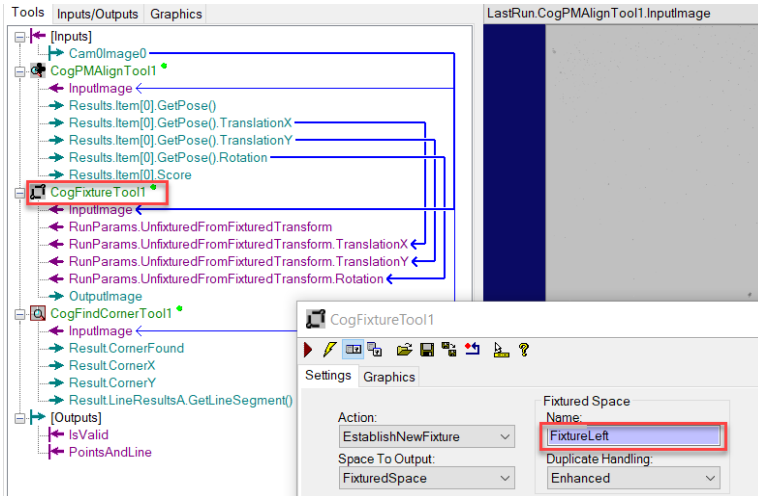 Tools Inputs/Outputs Graphics
LastRun.CogPMAlignTool1.InputImage
[Inputs]
Cam0Image0
CogPMAlignTool1
InputImage
Results.Item[0].GetPose()
Results.Item[0].GetPose().TranslationX
Results.Item[0].GetPose().TranslationY
Results.Item[0].GetPose().Rotation
Results.Item[0].Score
CogFixtureTool1
InputImage
RunParams.UnfixturedFromFixturedTransform
RunParams.UnfixturedFromFixturedTransform.TranslationX
RunParams.UnfixturedFromFixturedTransform.TranslationY
RunParams.UnfixturedFromFixturedTransform.Rotation
OutputImage
CogFindCornerTool1
InputImage
Result.CornerFound
Result.CornerX
Result.CornerY
Result.LineResultsA.GetLineSegment()
[Outputs]
IsValid
PointsAndLine
CogFixtureTool1
Settings Graphics
Action:
EstablishNewFixture
Space To Output:
FixturedSpace
Fixtured Space
Name:
FixtureLeft
Duplicate Handling:
Enhanced